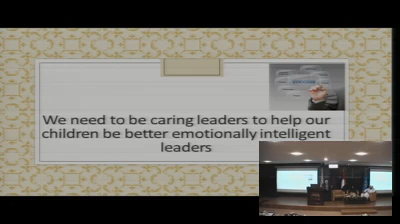 We need to be caring leaders to help our
children be better emotionally intelligent
leaders